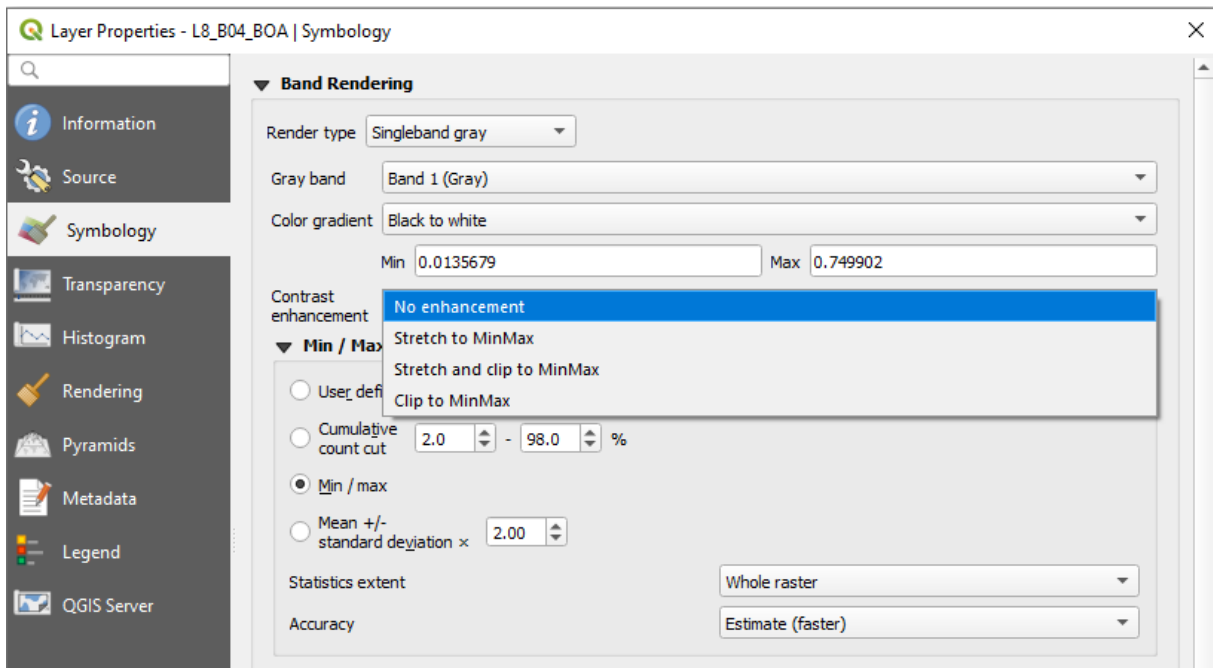 Layer Properties - L8_B04_BOA | Symbology
Information
Source
Symbology
Transparency
Histogram
Rendering
Pyramids
Metadata
Legend
QGIS Server
Band Rendering
Render type Singleband gray
Gray band Band 1 (Gray)
Color gradient Black to white
Min 0.0135679 Max 0.749902
Contrast
enhancement
No enhancement
Stretch to MinMax
Stretch and clip to MinMax
Clip to MinMax
Min / Max
User defi
Cumulative
count cut 2.0 - 98.0 %
Min / max
Mean +/-
standard deviation × 2.00
Statistics extent Whole raster
Accuracy Estimate (faster)